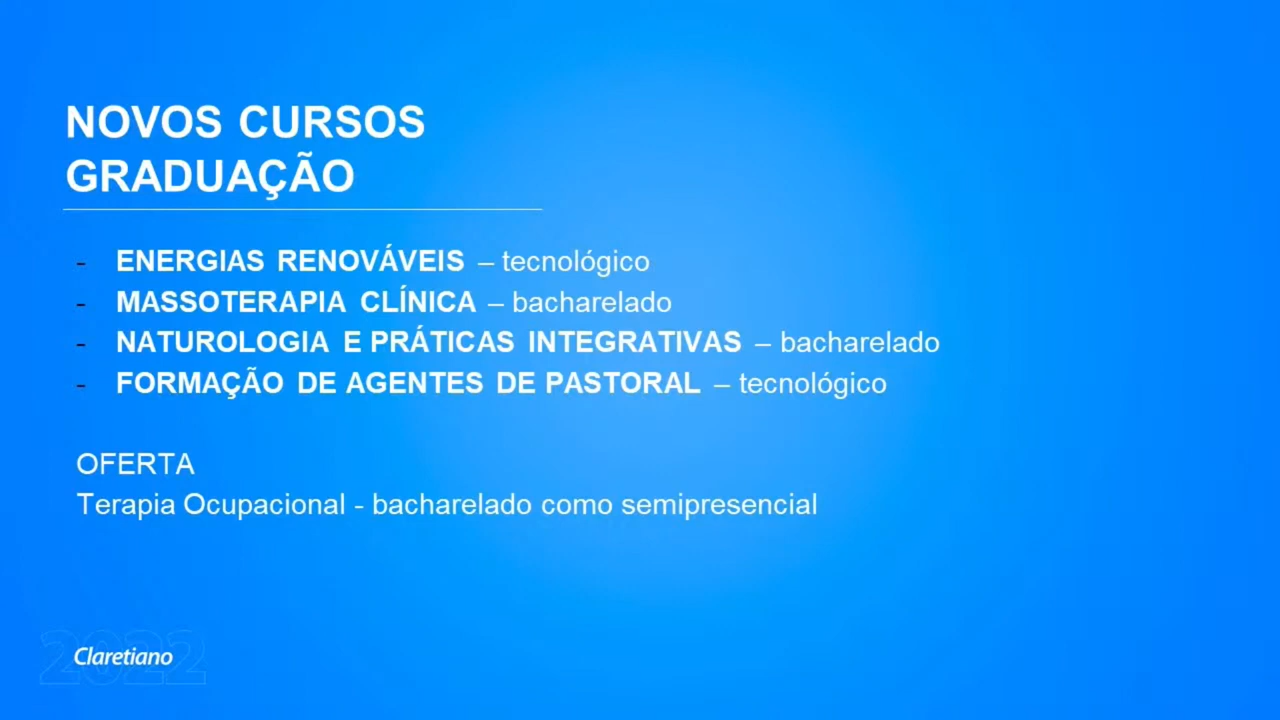 NOVOS CURSOS
GRADUAÇÃO
- ENERGIAS RENOVÁVEIS – tecnológico
- MASSOTERAPIA CLÍNICA – bacharelado
- NATUROLOGIA E PRÁTICAS INTEGRATIVAS – bacharelado
- FORMAÇÃO DE AGENTES DE PASTORAL – tecnológico
OFERTA
Terapia Ocupacional - bacharelado como semipresencial
2022
Claretiano